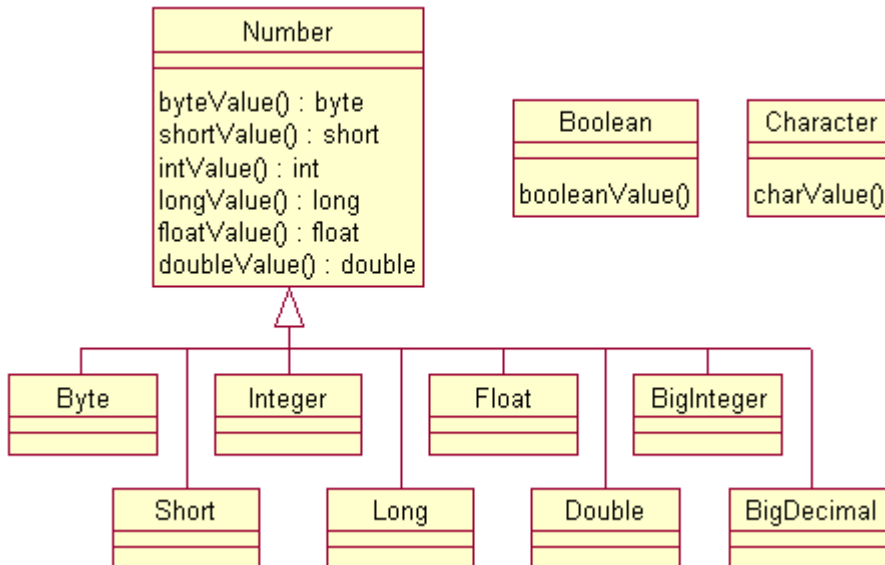 Number
byteValue() : byte
shortValue() : short
intValue() : int
longValue() : long
floatValue() : float
doubleValue() : double
Boolean
booleanValue()
Character
charValue()
Byte
Integer
Float
BigInteger
Short
Long
Double
BigDecimal